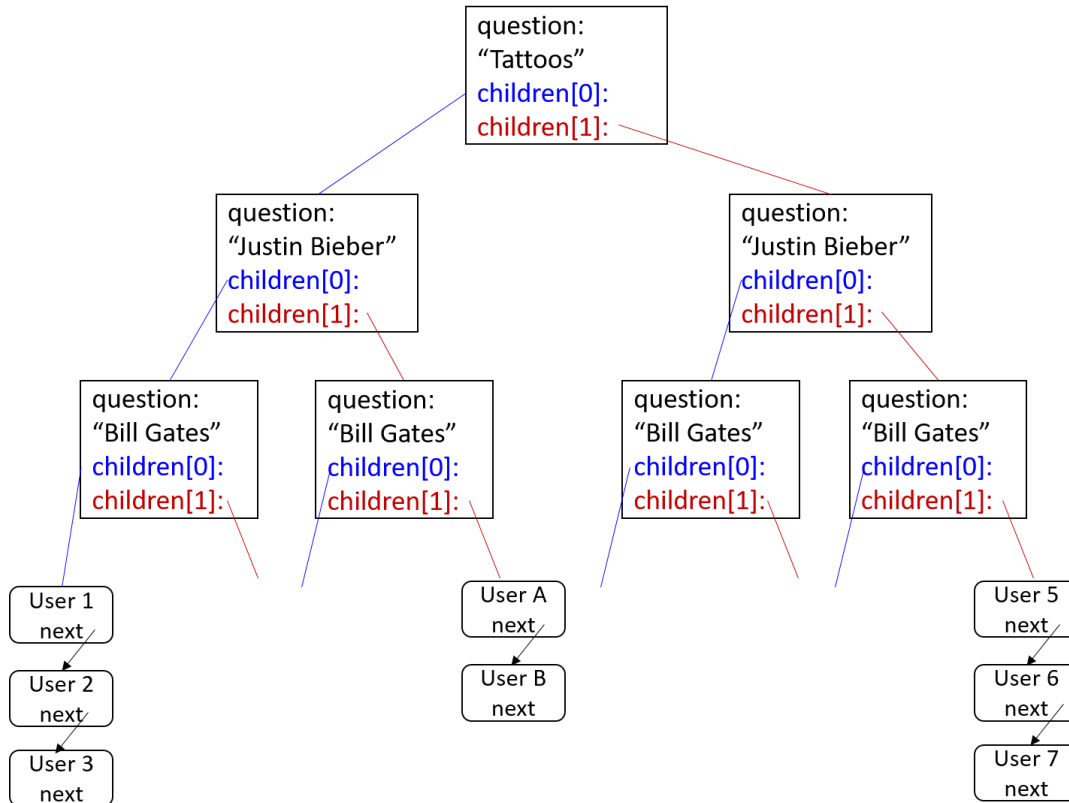 question:
“Tattoos”
children[0]:
children[1]:
question:
“Justin Bieber”
children[0]:
children[1]:
question:
“Justin Bieber”
children[0]:
children[1]:
question:
“Bill Gates”
children[0]:
children[1]:
question:
“Bill Gates”
children[0]:
children[1]:
question:
“Bill Gates”
children[0]:
children[1]:
question:
“Bill Gates”
children[0]:
children[1]:
User 1
next
User 2
next
User 3
next
User A
next
User B
next
User 5
next
User 6
next
User 7
next